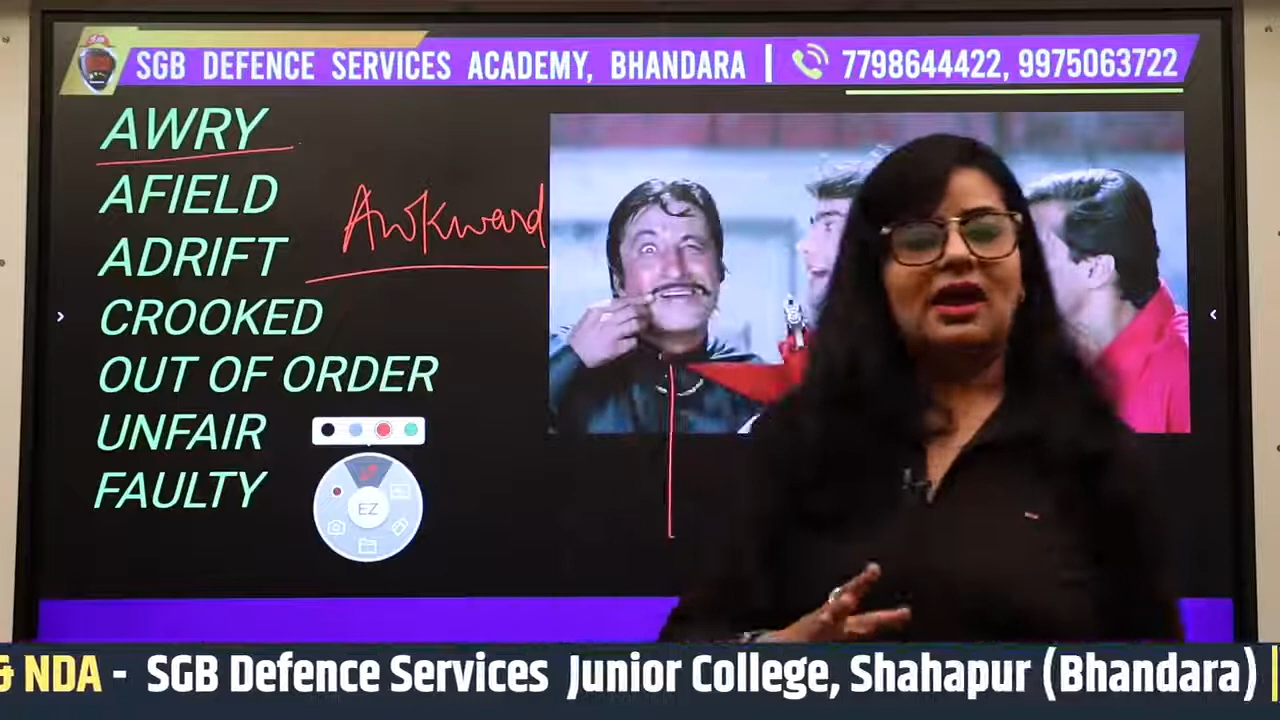 SGB DEFENCE SERVICES ACADEMY, BHANDARA | 7798644422, 9975063722
AWRY
AFIELD
Awkward
ADRIFT
CROOKED
OUT OF ORDER
UNFAIR
FAULTY
EZ
& NDA - SGB Defence Services Junior College, Shahapur (Bhandara) |